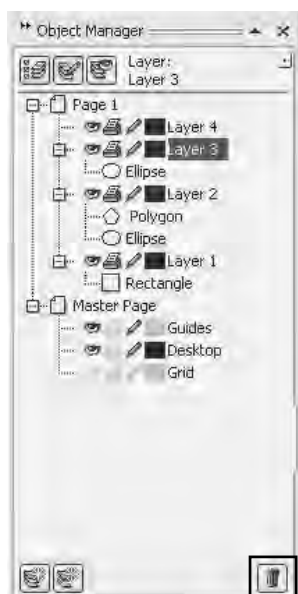 Object Manager
Layer:
Layer 3
Page 1
Layer 4
Layer 3
Ellipse
Layer 2
Polygon
Ellipse
Layer 1
Rectangle
Master Page
Guides
Desktop
Grid